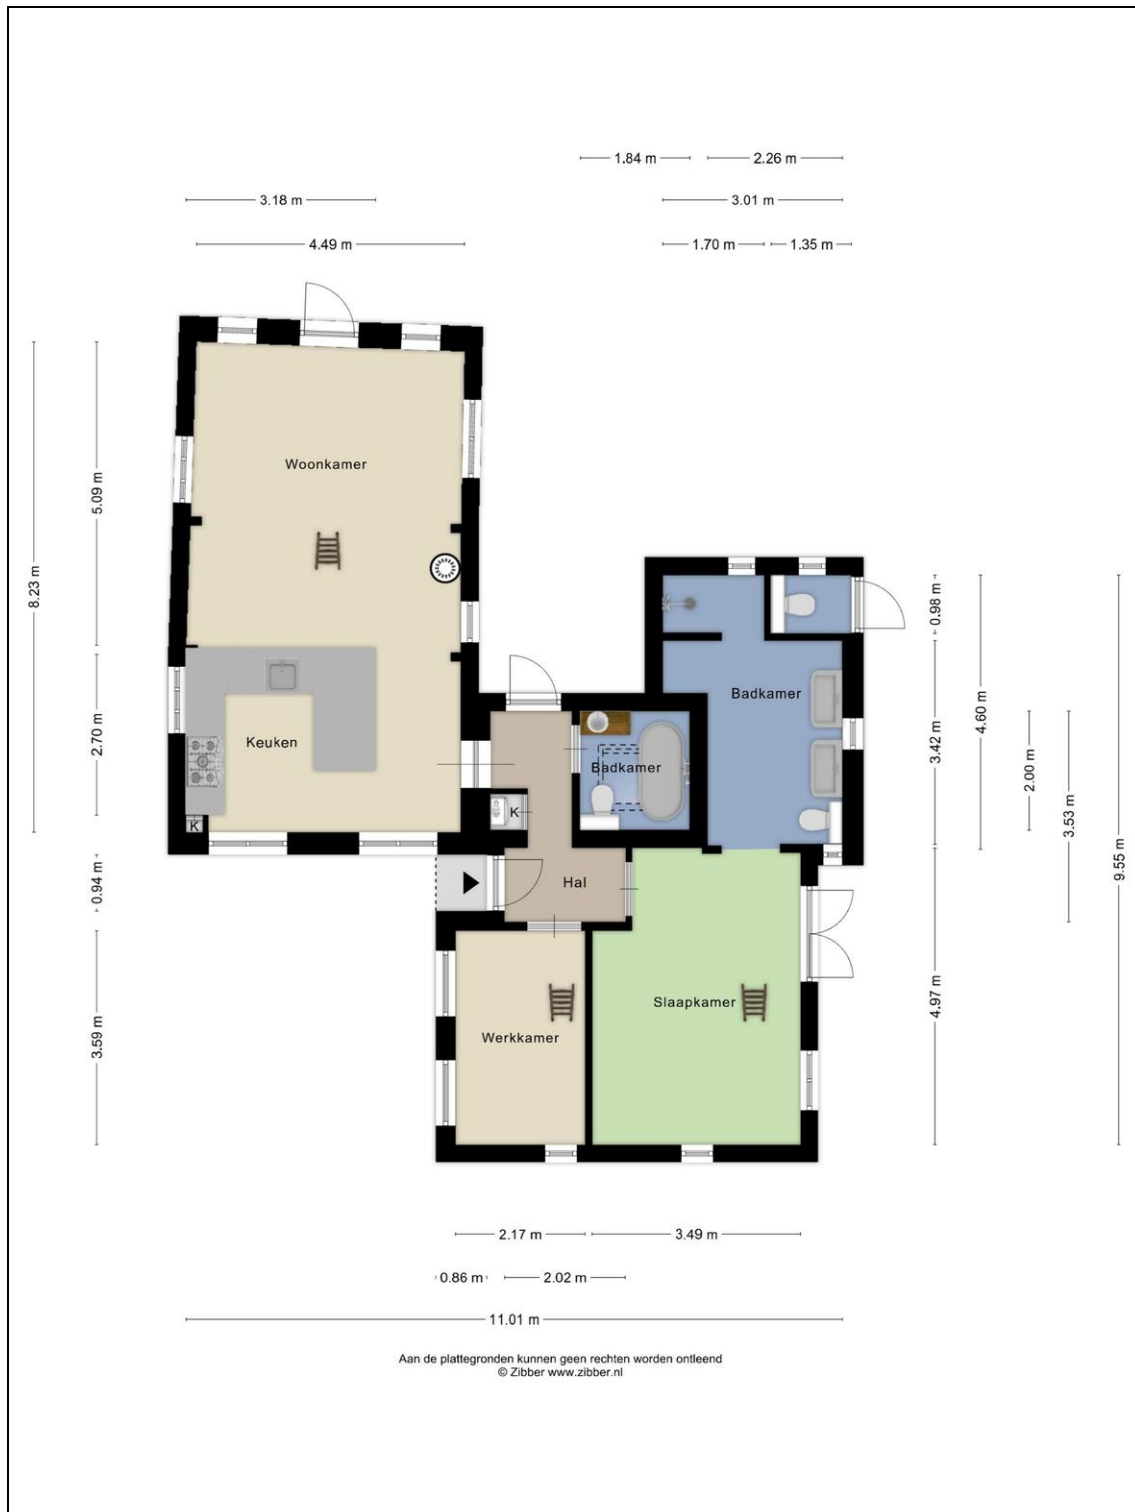 1.84 m
2.26 m
3.18 m
3.01 m
4.49 m
1.70 m
1.35 m
Woonkamer
5.09 m
8.23 m
0.98 m
Badkamer
4.60 m
Keuken
2.70 m
3.42 m
Badkamer
2.00 m
K
3.53 m
K
9.55 m
Hal
0.94 m
4.97 m
Slaapkamer
3.59 m
Werkkamer
2.17 m
3.49 m
0.86 m
2.02 m
11.01 m
Aan de plattegronden kunnen geen rechten worden ontleend
© Zibber www.zibber.nl